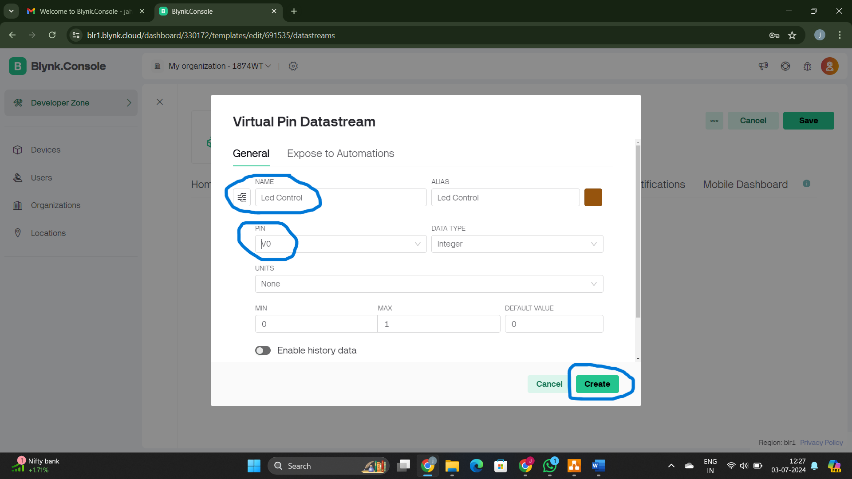 Welcome to Blynk.Console - jah
Blynk.Console
blr1.blynk.cloud/dashboard/330172/templates/edit/691535/datastreams
B Blynk.Console
My organization - 1874WT
Developer Zone
Cancel
Save
Devices
Users
Organizations
Locations
Hom
tifications
Mobile Dashboard
Virtual Pin Datastream
General
Expose to Automations
NAME
ALIAS
Led Control
Led Control
PIN
DATA TYPE
V0
Integer
UNITS
None
MIN
MAX
DEFAULT VALUE
0
1
0
Enable history data
Cancel
Create
Region: blr1
Privacy Policy
Nifty bank
+1.71%
Search
ENG
IN
12:27
03-07-2024